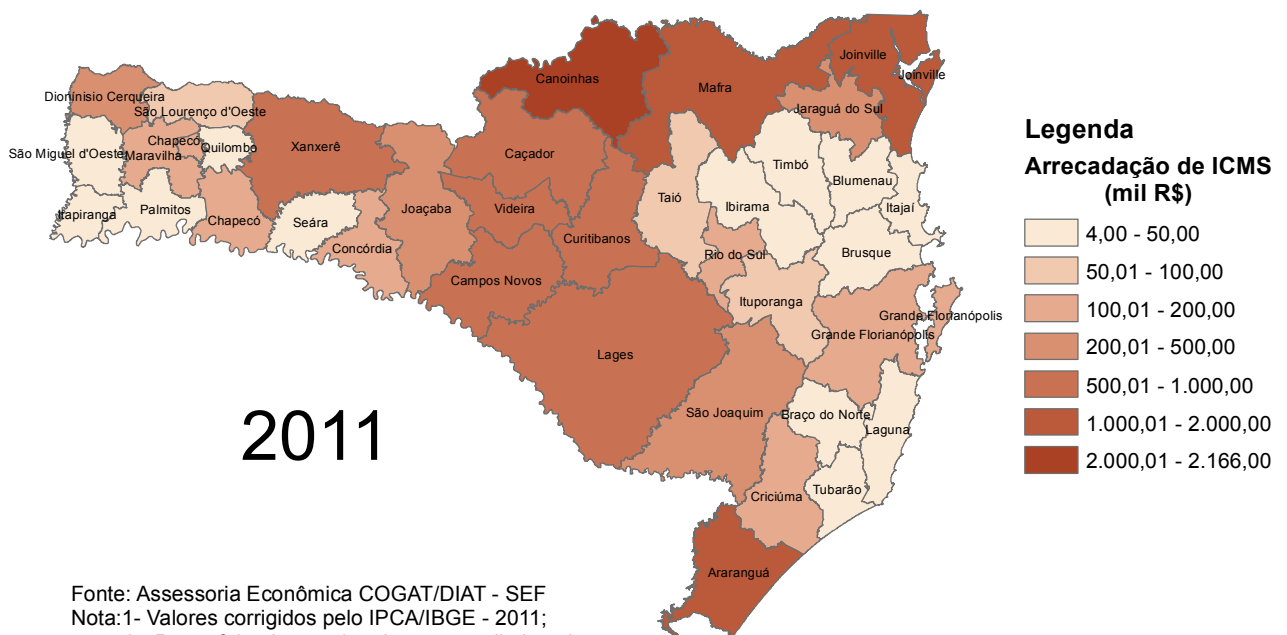 Joinville
Canoinhas
Mafra
Joinville
Dionísio Cerqueira
São Lourenço d'Oeste
Jaraguá do Sul
Chapecó
Quilombo
Xanxerê
São Miguel d'Oeste
Maravilha
Caçador
Timbó
Blumenau
Taió
Ibirama
Itapiranga
Palmitos
Chapecó
Seára
Joaçaba
Videira
Itajaí
Curitibanos
Concórdia
Rio do Sul
Brusque
Campos Novos
Ituporanga
Grande Florianópolis
Grande Florianópolis
Lages
São Joaquim
Braço do Norte
Laguna
Tubarão
Criciúma
Araranguá
2011
Legenda
Arrecadação de ICMS
(mil R$)
4,00 - 50,00
50,01 - 100,00
100,01 - 200,00
200,01 - 500,00
500,01 - 1.000,00
1.000,01 - 2.000,00
2.000,01 - 2.166,00
Fonte: Assessoria Econômica COGAT/DIAT - SEF
Nota:1- Valores corrigidos pelo IPCA/IBGE - 2011;